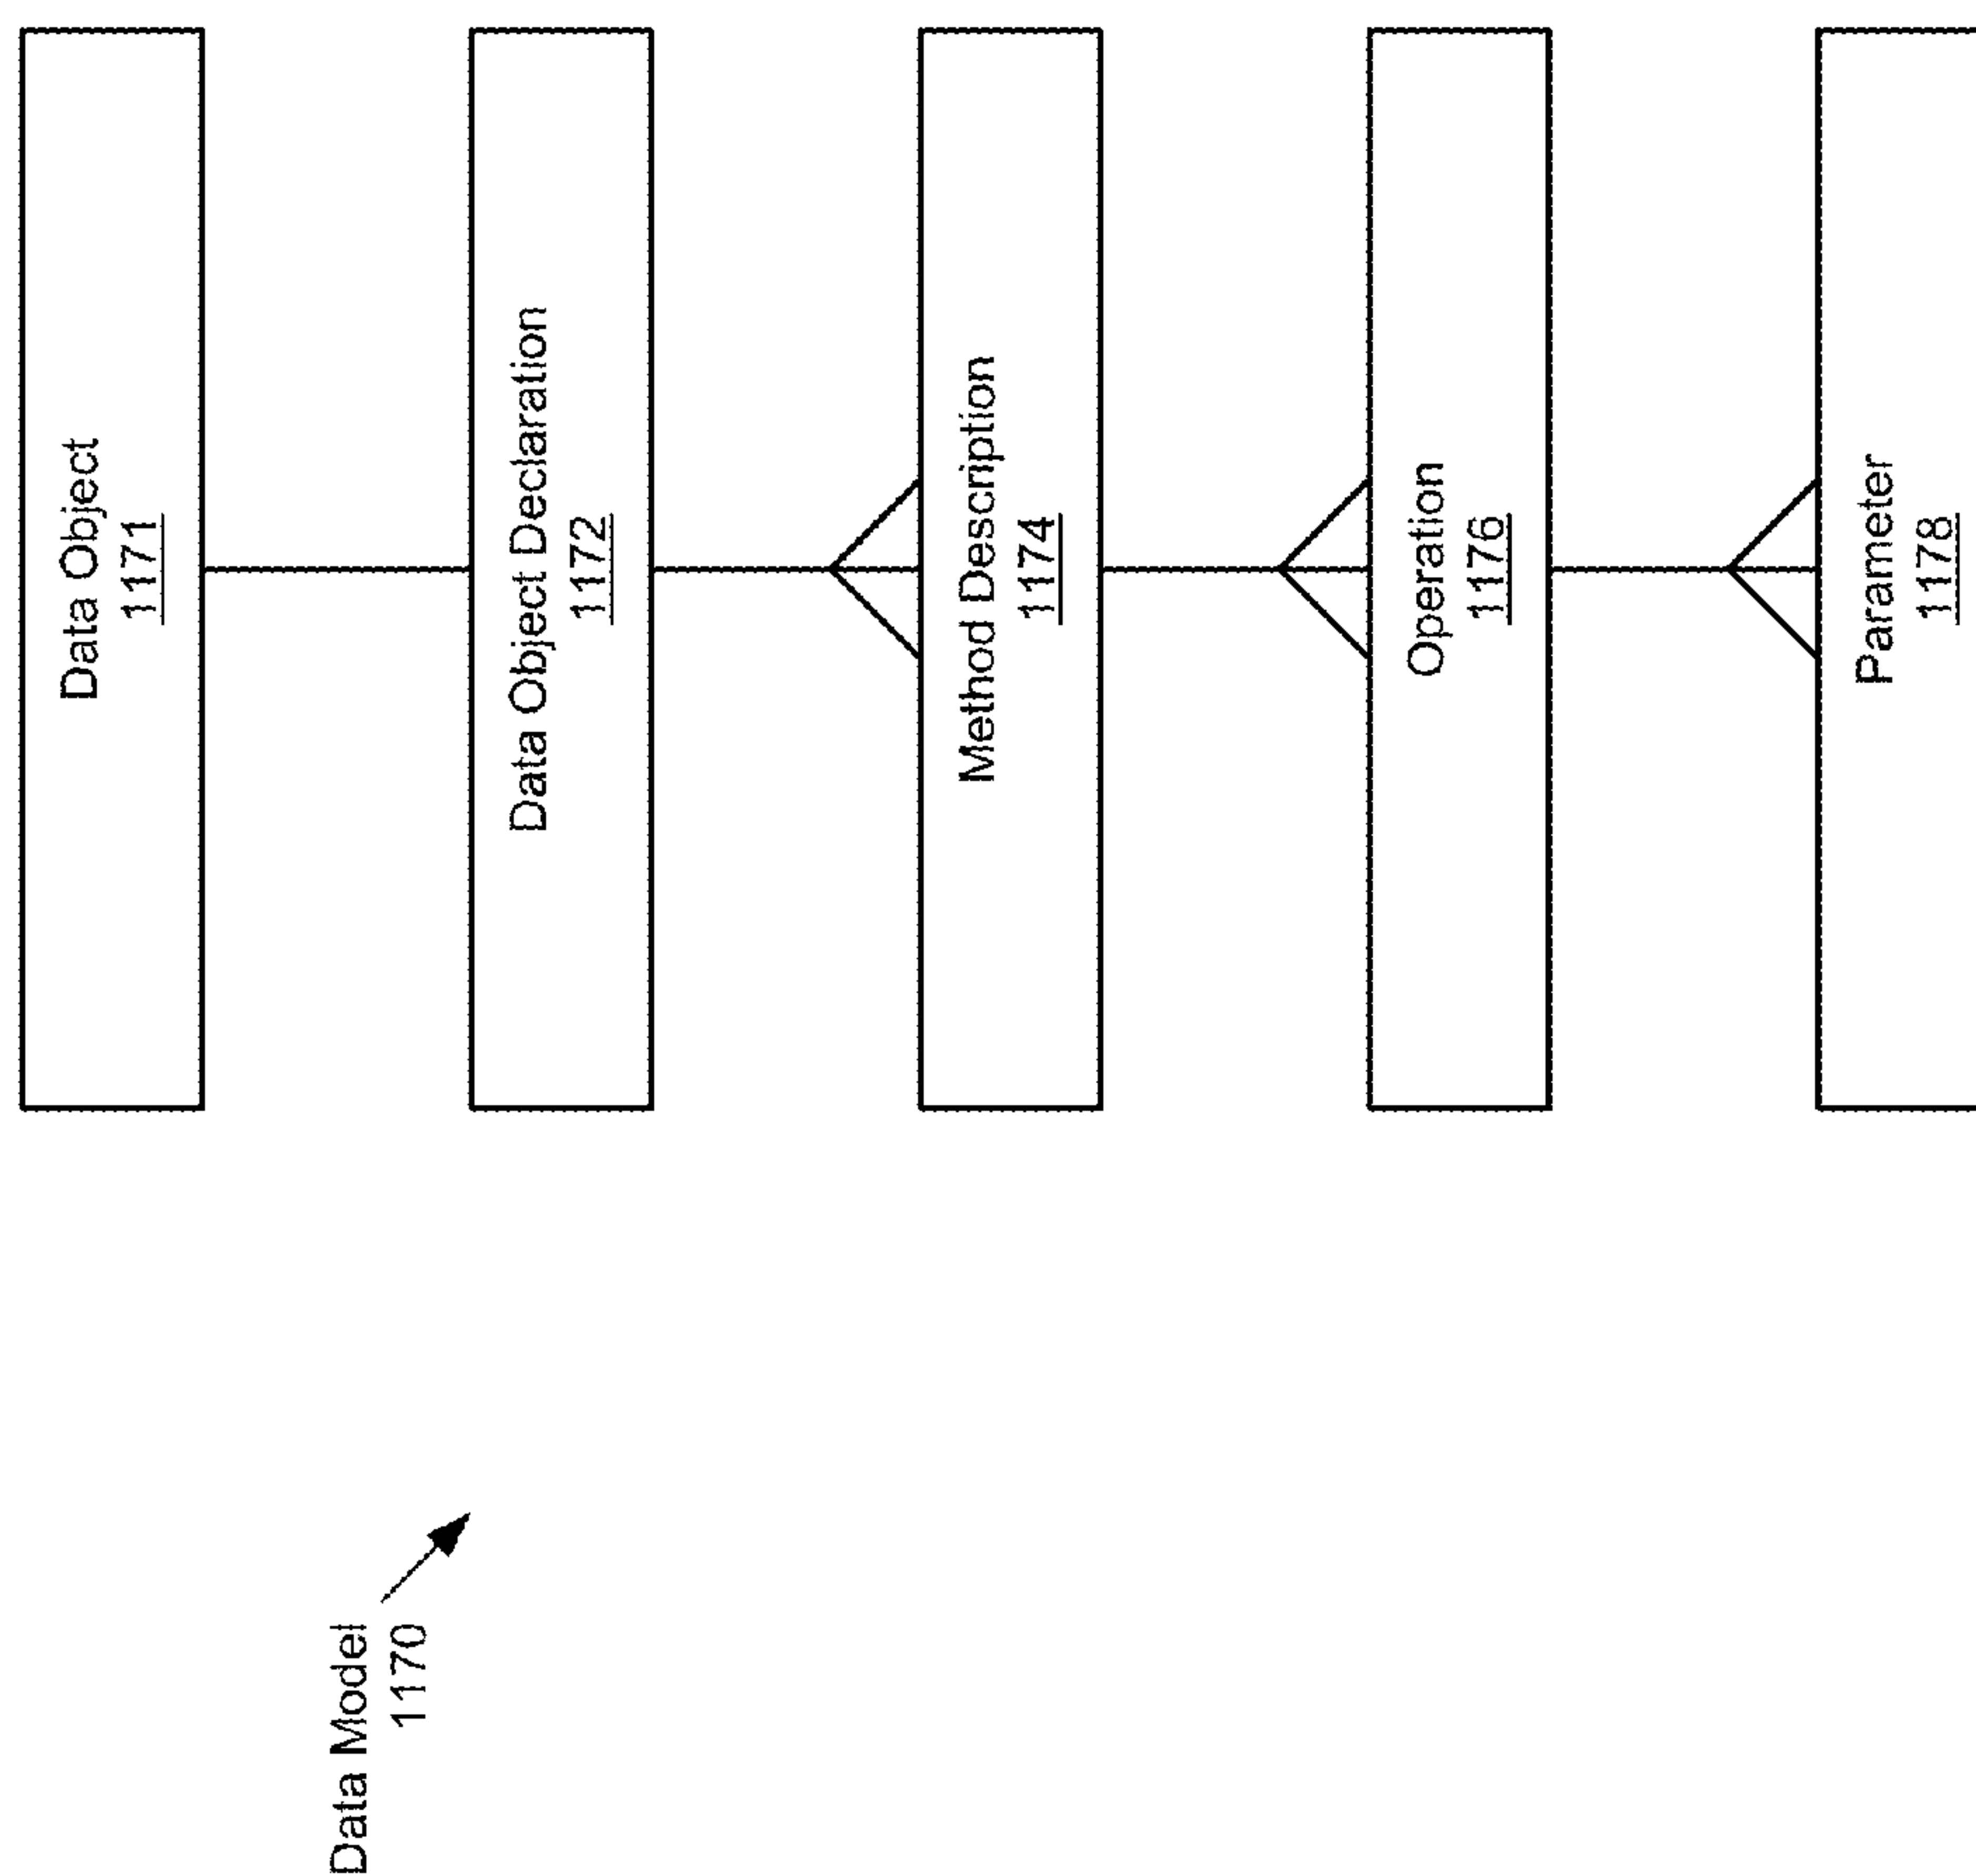 Data Model
1170
Data Object
1171
Data Object Declaration
1172
Method Description
1174
Operation
1176
Parameter
1178